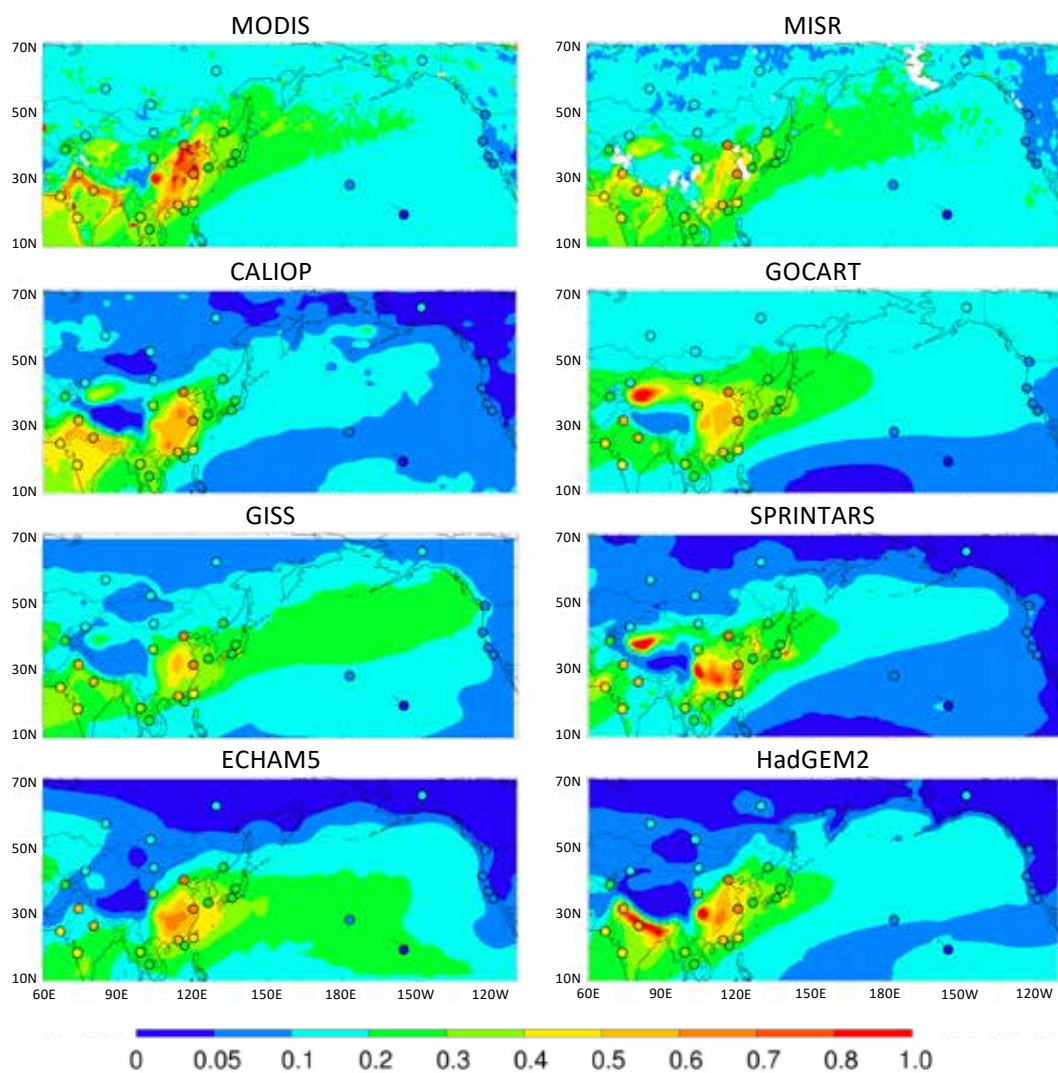 MODIS MISR
70N 70N
50N 50N
30N 30N
10N 10N
CALIOP GOCART
70N 70N
50N 50N
30N 30N
10N 10N
GISS SPRINTARS
70N 70N
50N 50N
30N 30N
10N 10N
ECHAM5 HadGEM2
70N 70N
50N 50N
30N 30N
10N 10N
60E 90E 120E 150E 180E 150W 120W 60E 90E 120E 150E 180E 150W 120W
0 0.05 0.1 0.2 0.3 0.4 0.5 0.6 0.7 0.8 1.0